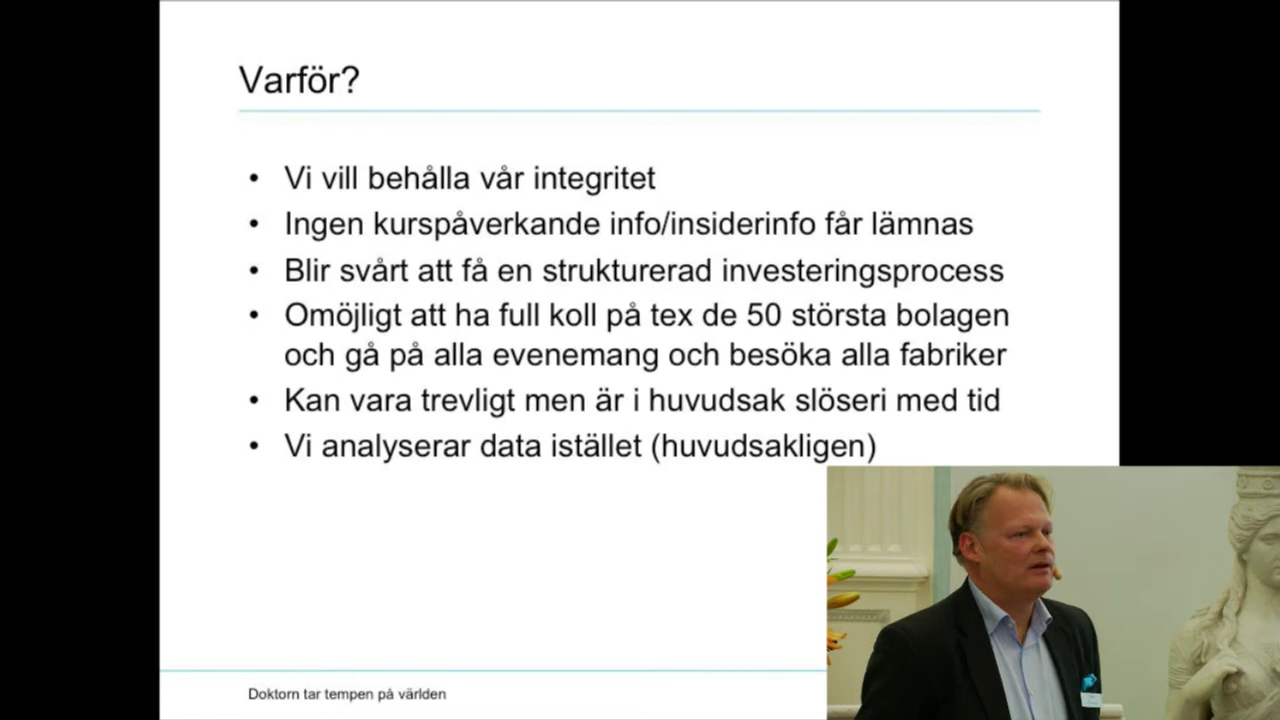 Varför?
• Vi vill behålla vår integritet
• Ingen kurspåverkande info/insiderinfo får lämnas
• Blir svårt att få en strukturerad investeringsprocess
• Omöjligt att ha full koll på tex de 50 största bolagen
och gå på alla evenemang och besöka alla fabriker
• Kan vara trevligt men är i huvudsak slöseri med tid
• Vi analyserar data istället (huvudsakligen)
Doktorn tar tempen på världen